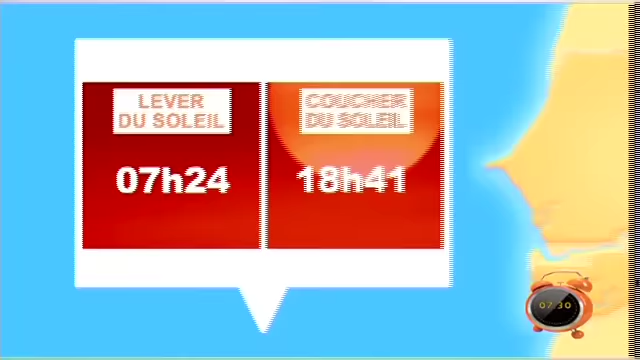 LEVER
DU SOLEIL
07h24
COUCHER
DU SOLEIL
18h41
07:30